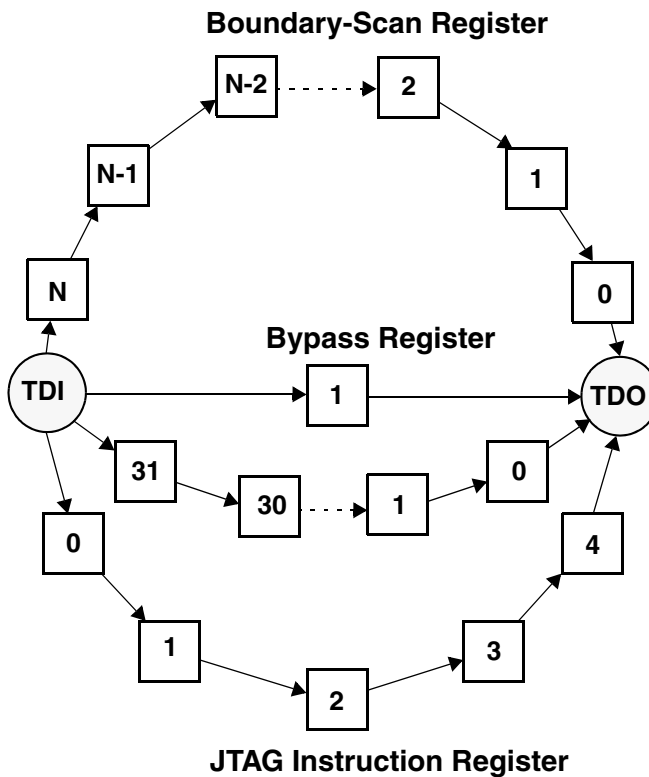 Boundary-Scan Register
N-2
2
N-1
1
N
0
Bypass Register
TDI
1
TDO
31
30
1
0
0
4
1
3
2
JTAG Instruction Register